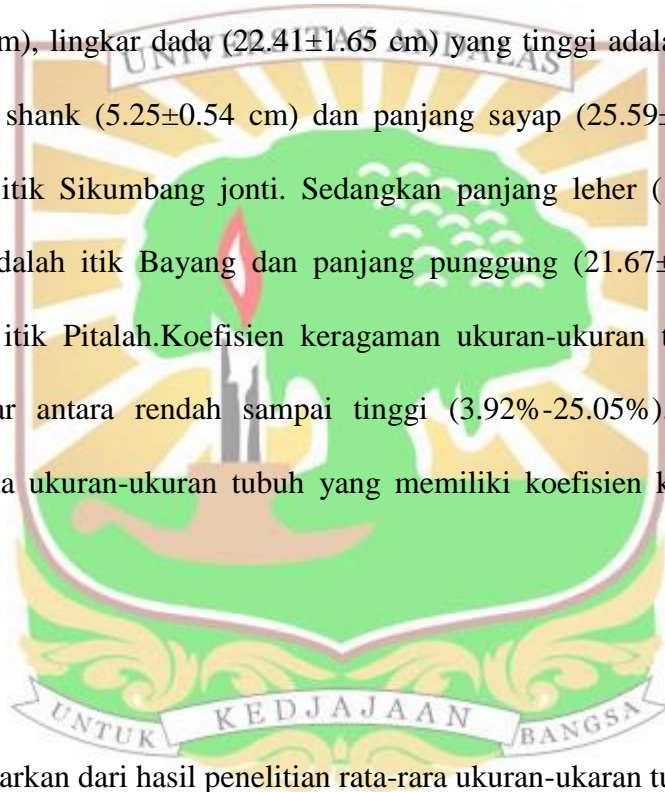 m), lingkar dada (22.41±1.65 cm) yang tinggi adala
UNIVERSITAS ANDALAS
shank (5.25±0.54 cm) dan panjang sayap (25.59±
itik Sikumbang jonti. Sedangkan panjang leher (
dalah itik Bayang dan panjang punggung (21.67±
itik Pitalah.Koefisien keragaman ukuran-ukuran t
ar antara rendah sampai tinggi (3.92%-25.05%)
a ukuran-ukuran tubuh yang memiliki koefisien k
UNTUK KEDJAJAAN BANGSA
arkan dari hasil penelitian rata-rara ukuran-ukaran tu